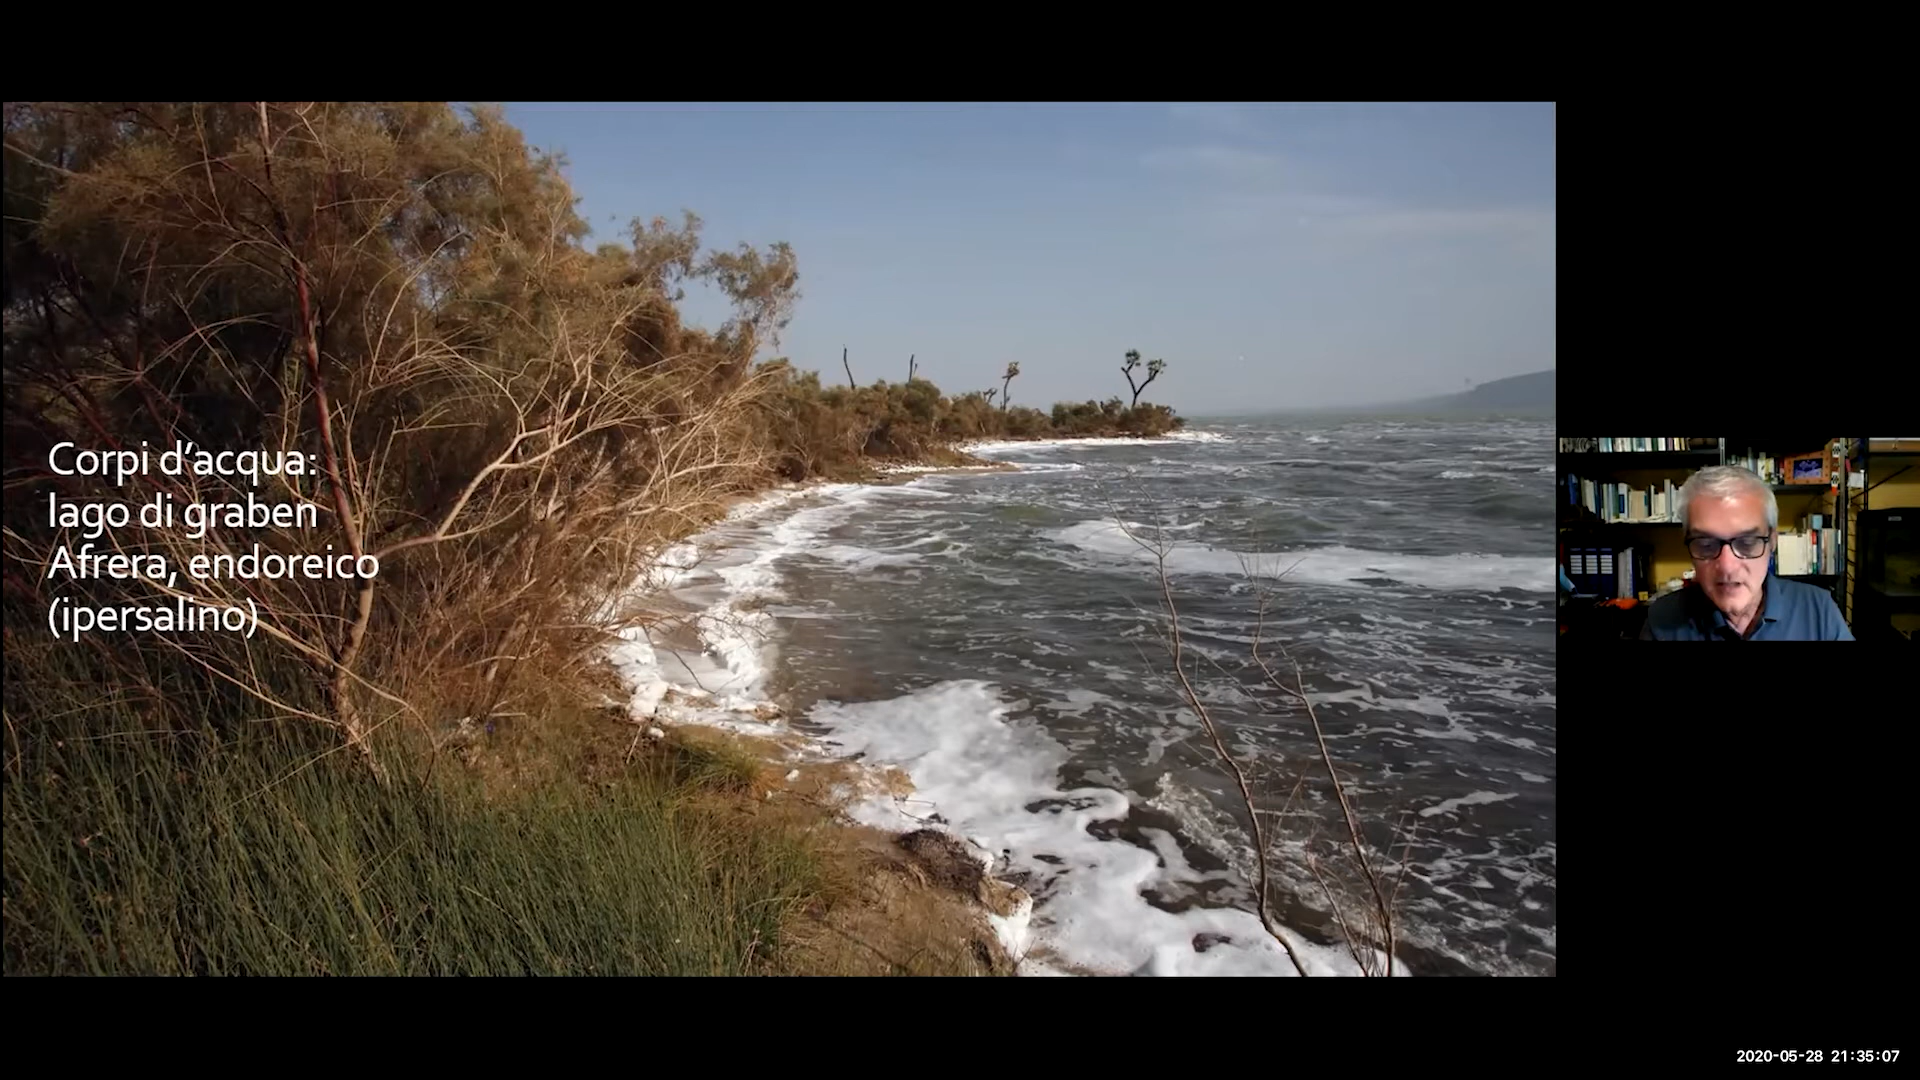 Corpi d’acqua:
lago di graben
Afrera, endoreico
(ipersalino)
2020-05-28 21:35:07